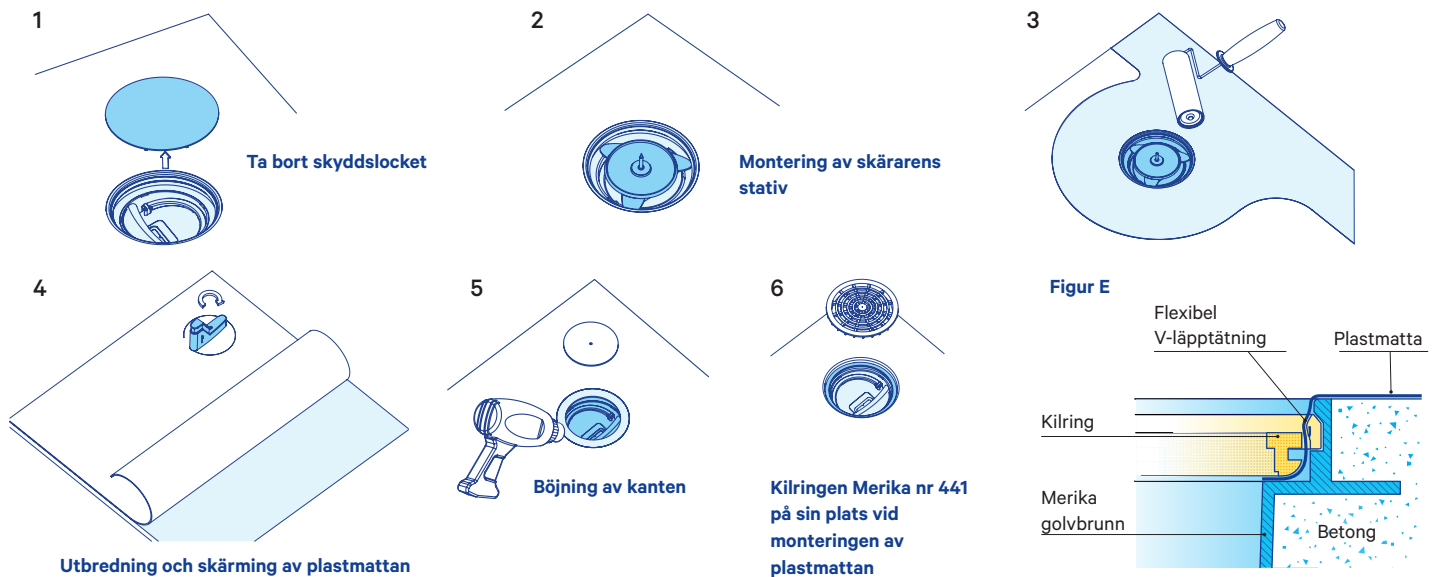 1
Ta bort skyddslocket
2
Montering av skärarens
stativ
3
4
Utbredning och skärming av plastmattan
5
Böjning av kanten
6
Kilringen Merika nr 441
på sin plats vid
monteringen av
plastmattan
Figur E
Flexibel
V-läpptätning
Plastmatta
Kilring
Merika
golvbrunn
Betong